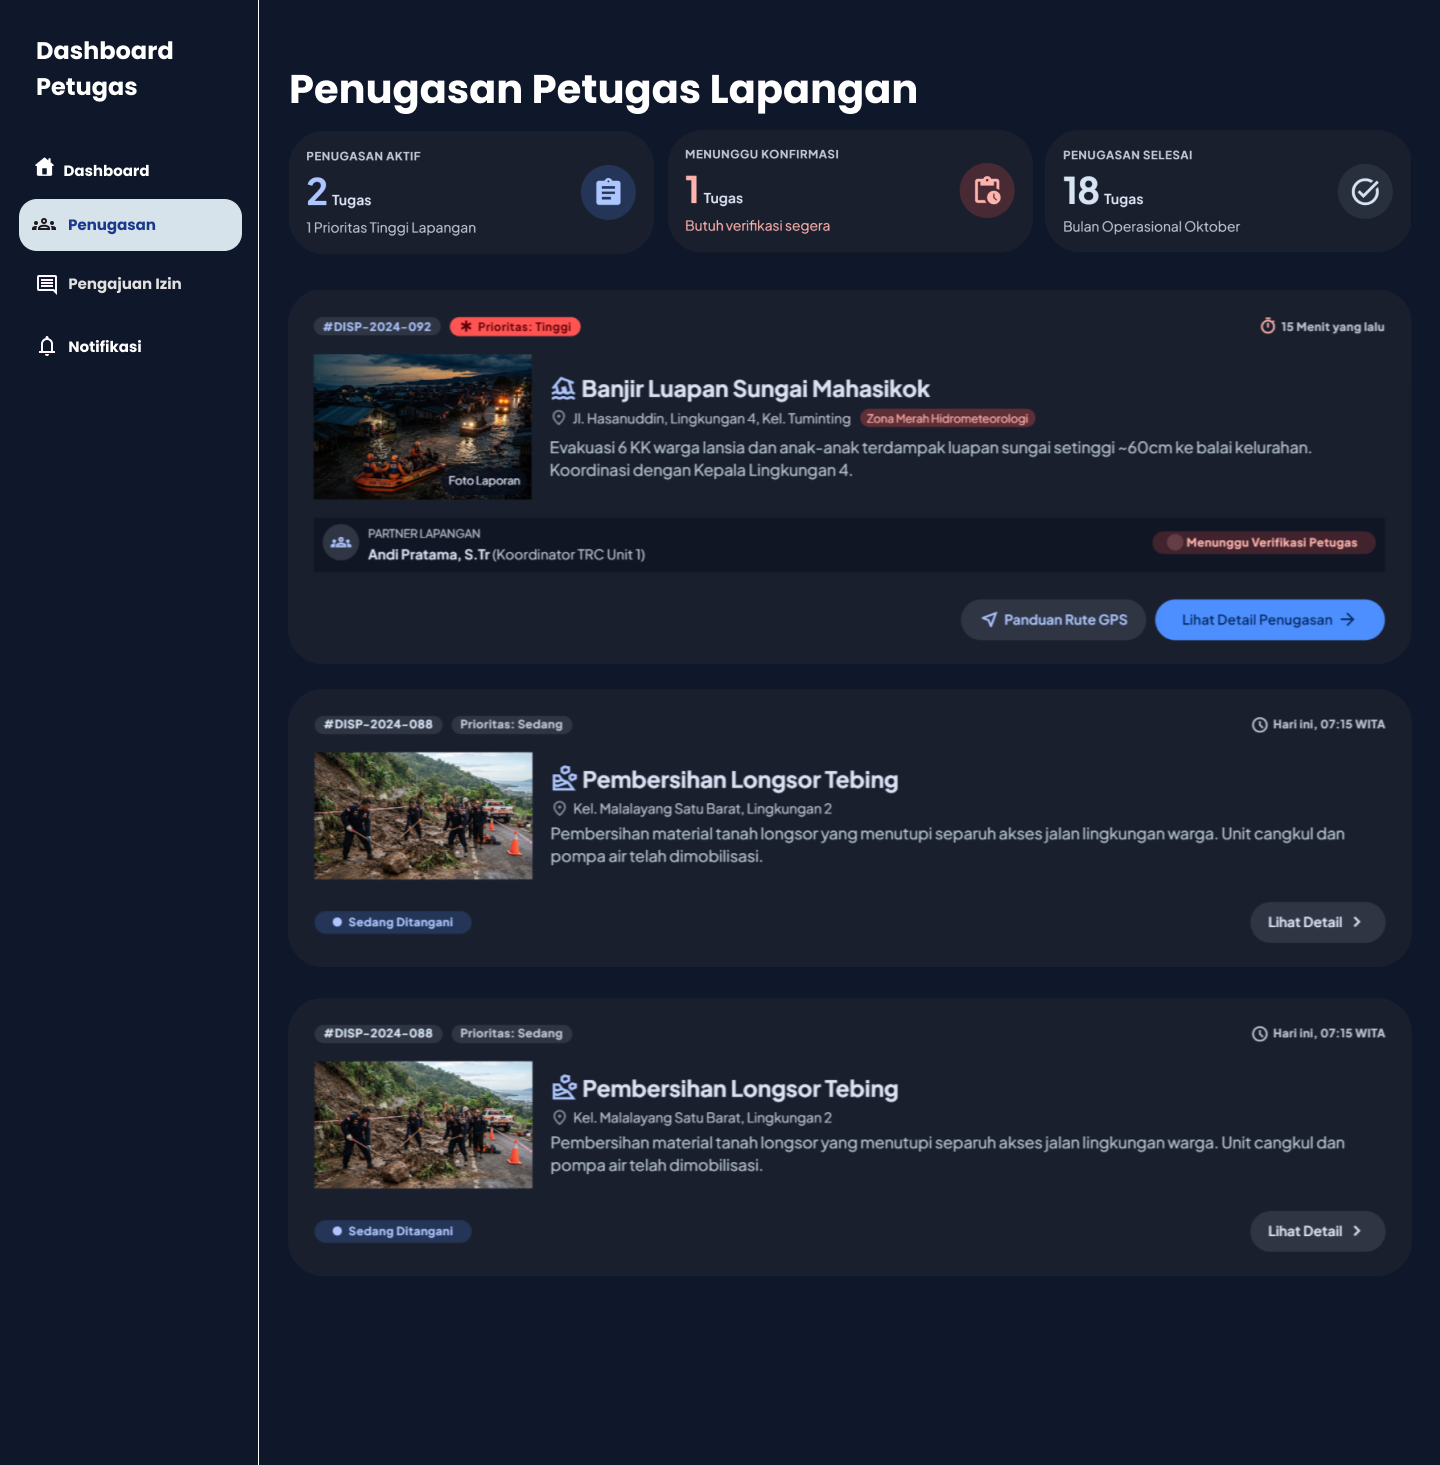 Dashboard
Petugas
Dashboard
Penugasan
Pengajuan Izin
Notifikasi
Penugasan Petugas Lapangan
PENUGASAN AKTIF
2 Tugas
1 Prioritas Tinggi Lapangan
MENUNGGU KONFIRMASI
1 Tugas
Butuh verifikasi segera
PENUGASAN SELESAI
18 Tugas
Bulan Operasional Oktober
#DISP-2024-092 Prioritas: Tinggi 15 Menit yang lalu
Foto Laporan
Banjir Luapan Sungai Mahasikok
Jl. Hasanuddin, Lingkungan 4, Kel. Tuminting Zona Merah Hidrometeorologi
Evakuasi 6 KK warga lansia dan anak-anak terdampak luapan sungai setinggi ~60cm ke balai kelurahan.
Koordinasi dengan Kepala Lingkungan 4.
PARTNER LAPANGAN
Andi Pratama, S.Tr (Koordinator TRC Unit 1)
Menunggu Verifikasi Petugas
Panduan Rute GPS
Lihat Detail Penugasan
#DISP-2024-088 Prioritas: Sedang Hari ini, 07:15 WITA
Pembersihan Longsor Tebing
Kel. Malalayang Satu Barat, Lingkungan 2
Pembersihan material tanah longsor yang menutupi separuh akses jalan lingkungan warga. Unit cangkul dan
pompa air telah dimobilisasi.
Sedang Ditangani
Lihat Detail
#DISP-2024-088 Prioritas: Sedang Hari ini, 07:15 WITA
Pembersihan Longsor Tebing
Kel. Malalayang Satu Barat, Lingkungan 2
Pembersihan material tanah longsor yang menutupi separuh akses jalan lingkungan warga. Unit cangkul dan
pompa air telah dimobilisasi.
Sedang Ditangani
Lihat Detail